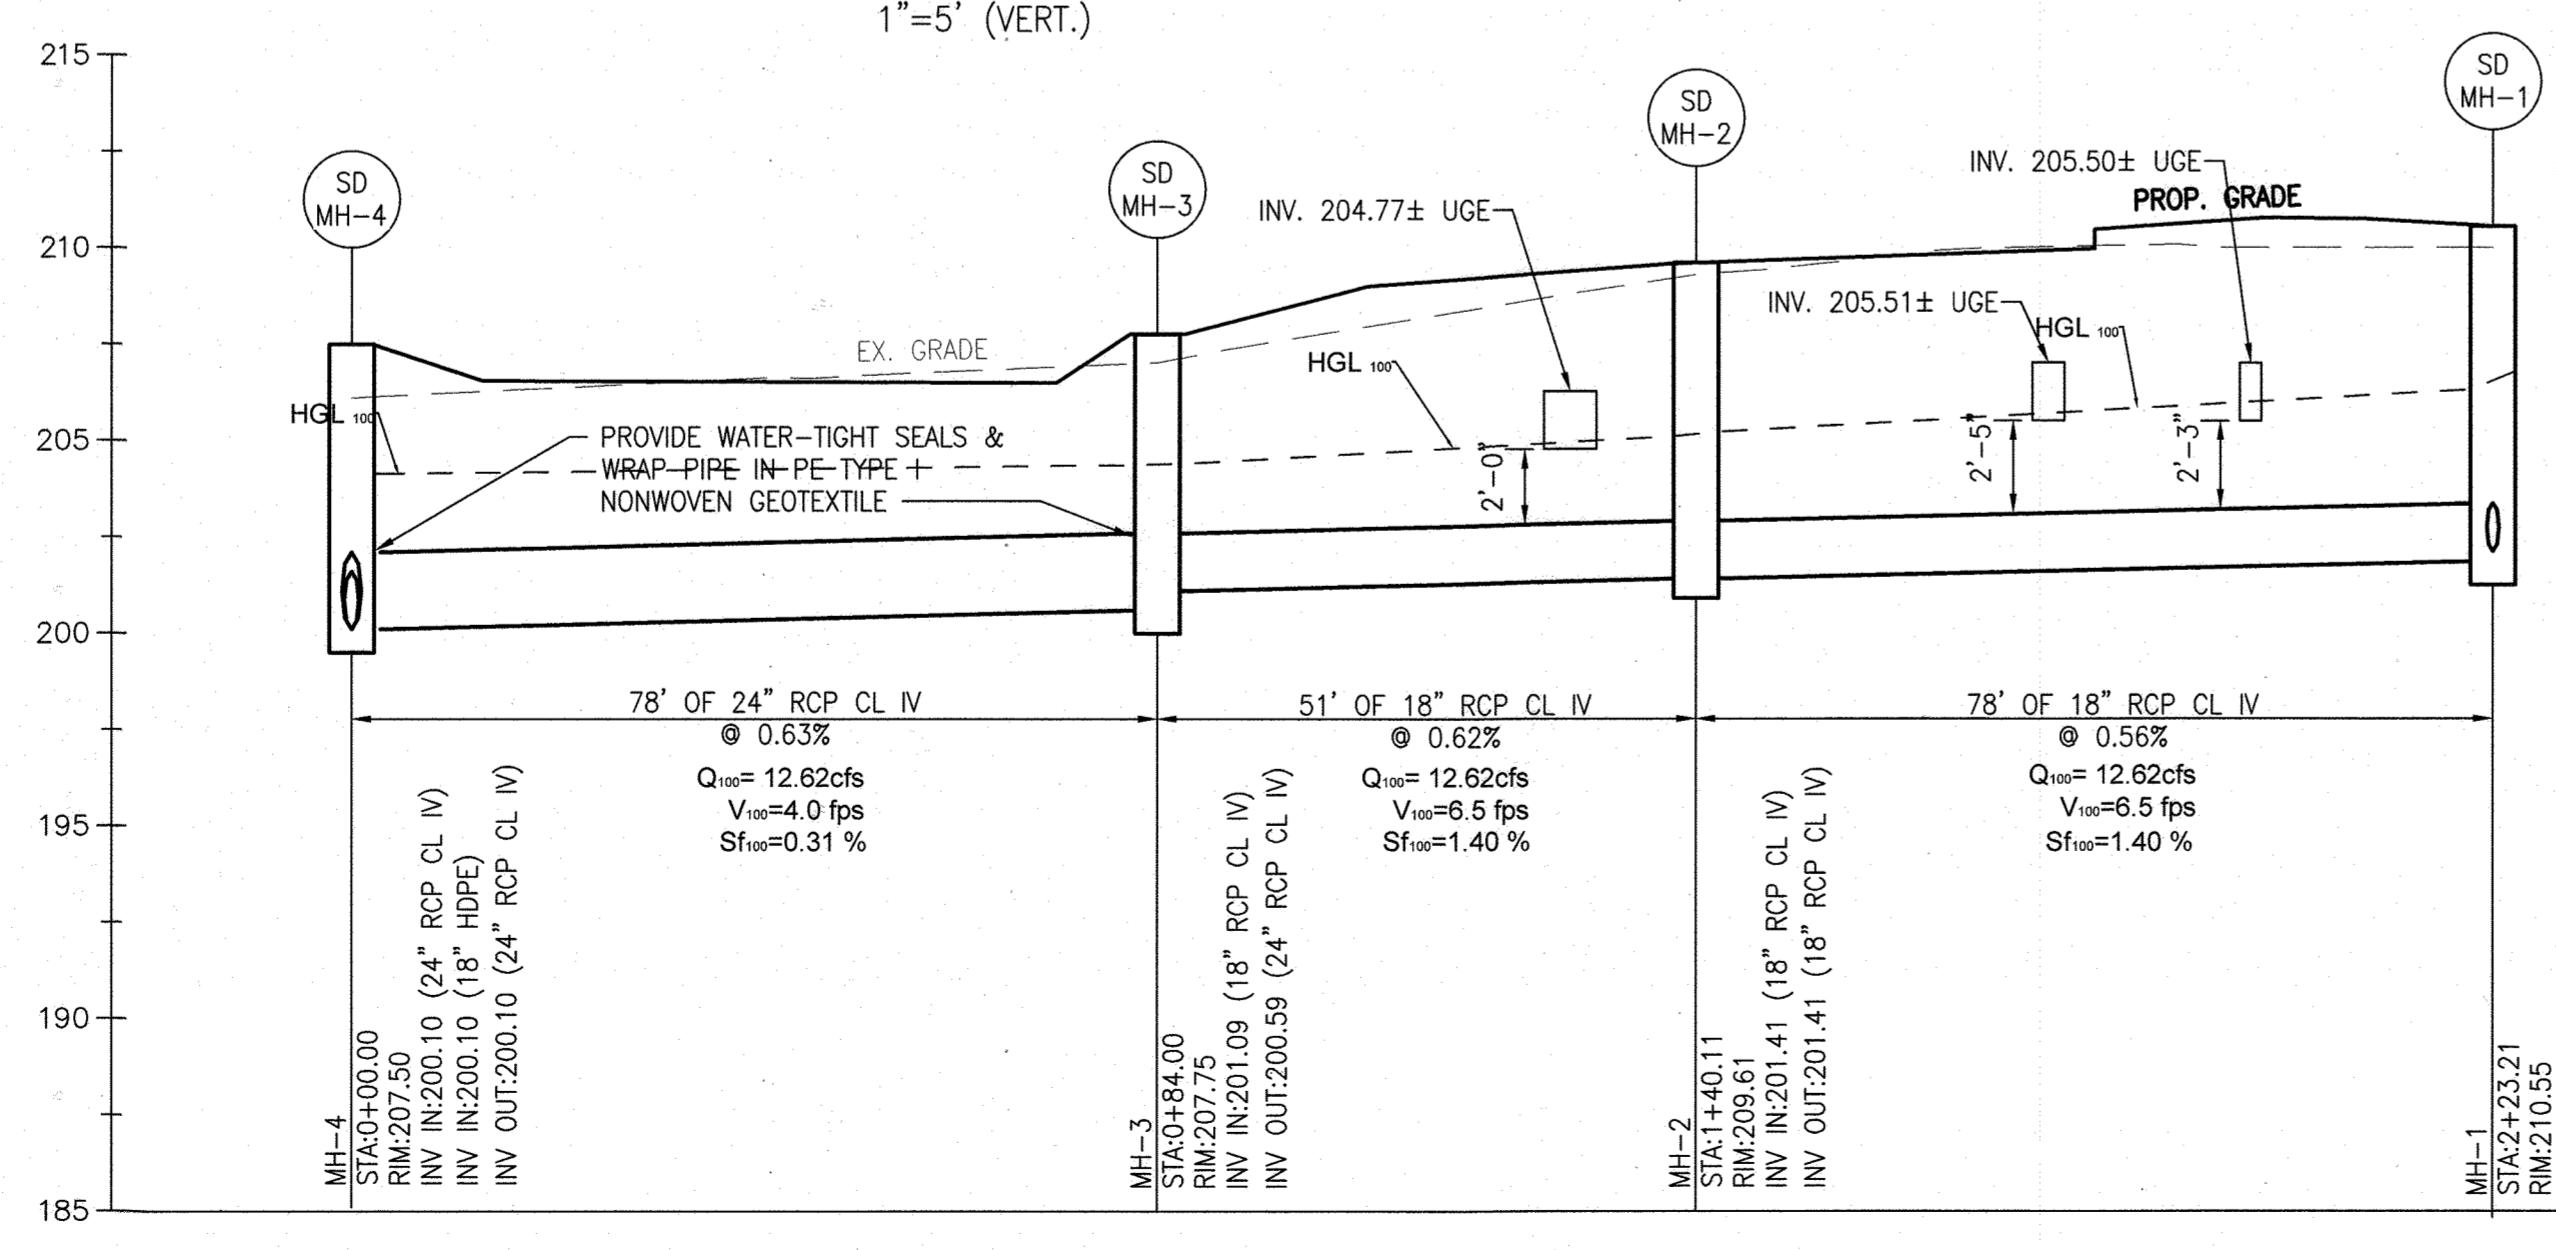 1"=5' (VERT.)
215
210
205
200
195
190
185
SD
MH-4
SD
MH-3
SD
MH-2
SD
MH-1
INV. 204.77± UGE
INV. 205.50± UGE
PROP. GRADE
INV. 205.51± UGE
HGL 100
HGL 100
HGL 100
EX. GRADE
PROVIDE WATER-TIGHT SEALS &
WRAP PIPE IN PE TYPE I
NONWOVEN GEOTEXTILE
2'-0"
2'-5"
2'-3"
78' OF 24" RCP CL IV
@ 0.63%
Q100= 12.62cfs
V100=4.0 fps
Sf100=0.31 %
51' OF 18" RCP CL IV
@ 0.62%
Q100= 12.62cfs
V100=6.5 fps
Sf100=1.40 %
78' OF 18" RCP CL IV
@ 0.56%
Q100= 12.62cfs
V100=6.5 fps
Sf100=1.40 %
MH-4
STA:0+00.00
RIM:207.50
INV IN:200.10 (24" RCP CL IV)
INV IN:200.10 (18" HDPE)
INV OUT:200.10 (24" RCP CL IV)
MH-3
STA:0+84.00
RIM:207.75
INV IN:201.09 (18" RCP CL IV)
INV OUT:200.59 (24" RCP CL IV)
MH-2
STA:1+40.11
RIM:209.61
INV IN:201.41 (18" RCP CL IV)
INV OUT:201.41 (18" RCP CL IV)
MH-1
STA:2+23.21
RIM:210.55